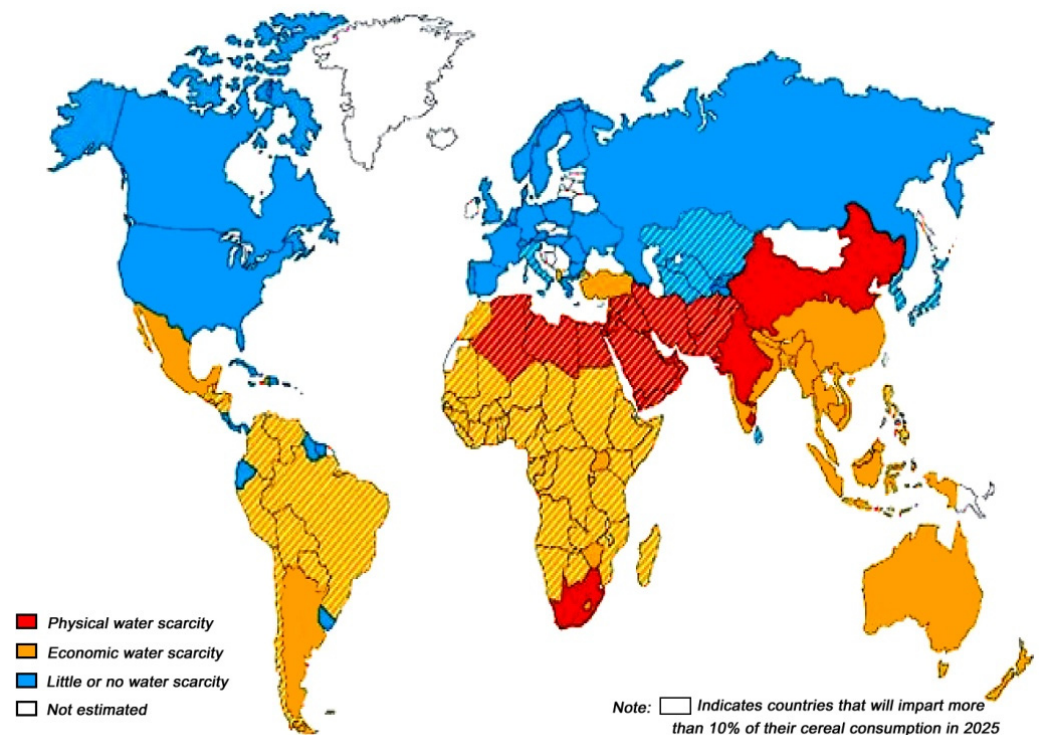 Physical water scarcity
Economic water scarcity
Little or no water scarcity
Not estimated
Note: Indicates countries that will impart more
than 10% of their cereal consumption in 2025